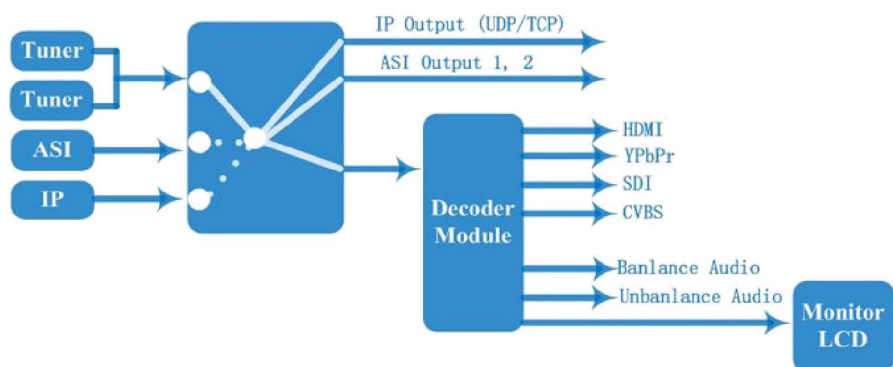 Tuner
Tuner
ASI
IP
IP Output (UDP/TCP)
ASI Output 1, 2
Decoder
Module
HDMI
YPbPr
SDI
CVBS
Banlance Audio
Unbanlance Audio
Monitor
LCD